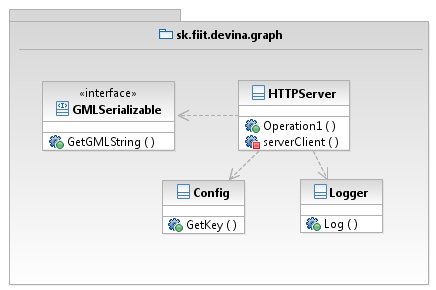 sk.fiit.devina.graph
«interface»
GMLSerializable
GetGMLString ( )
HTTPServer
Operation1 ( )
serverClient ( )
Config
GetKey ( )
Logger
Log ( )